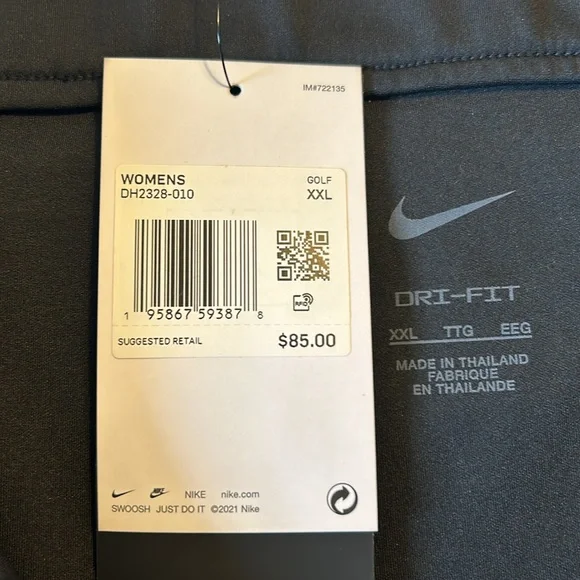 IM#722135
WOMENS GOLF
DH2328-010 XXL
1 95867 59387 8
RFID
SUGGESTED RETAIL $85.00
NIKE nike.com
SWOOSH JUST DO IT ©2021 Nike
DRI-FIT
XXL TTG EEG
MADE IN THAILAND
FABRIQUE
EN THAILANDE